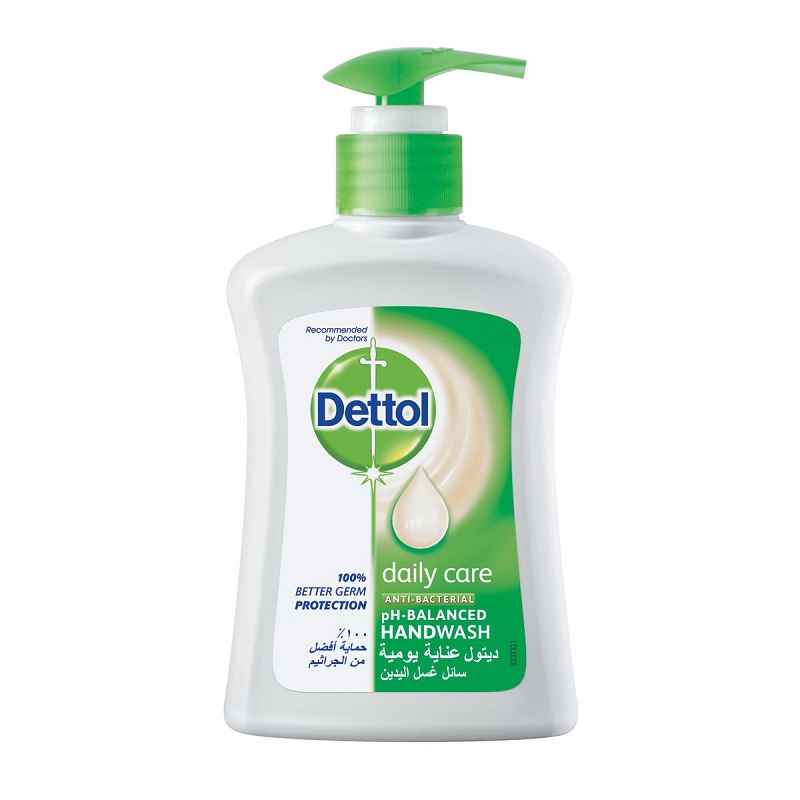 Recommended
by Doctors
Dettol
100%
BETTER GERM
PROTECTION
٪١٠٠
حماية أفضل
من الجراثيم
daily care
ANTI-BACTERIAL
pH-BALANCED
HANDWASH
ديتول عناية يومية
سائل غسل اليدين
8237321